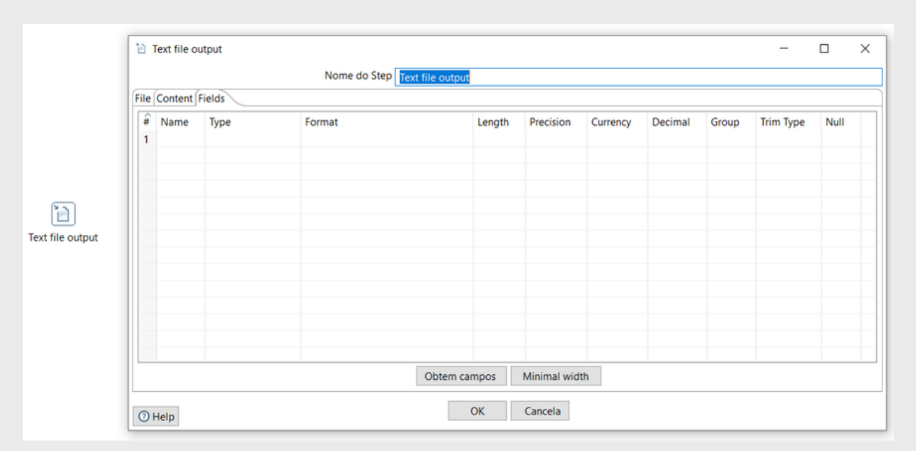 Text file output
Nome do Step Text file output
File Content Fields
# Name Type Format Length Precision Currency Decimal Group Trim Type Null
1
Text file output
Obtem campos Minimal width
OK Cancela
Help